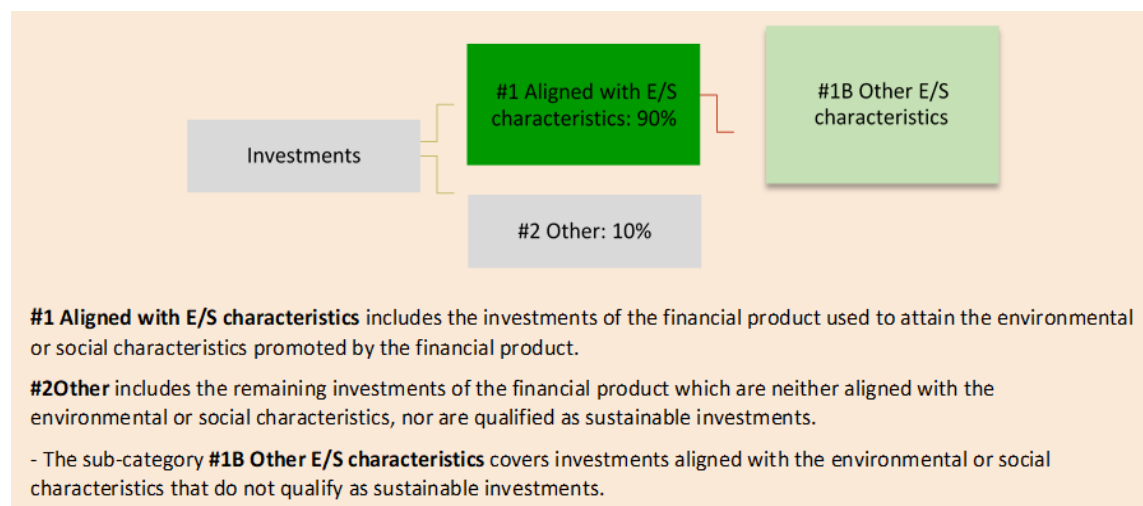 #1 Aligned with E/S
characteristics: 90%
#1B Other E/S
characteristics
Investments
#2 Other: 10%
#1 Aligned with E/S characteristics includes the investments of the financial product used to attain the environmental
or social characteristics promoted by the financial product.
#2Other includes the remaining investments of the financial product which are neither aligned with the
environmental or social characteristics, nor are qualified as sustainable investments.
- The sub-category #1B Other E/S characteristics covers investments aligned with the environmental or social
characteristics that do not qualify as sustainable investments.